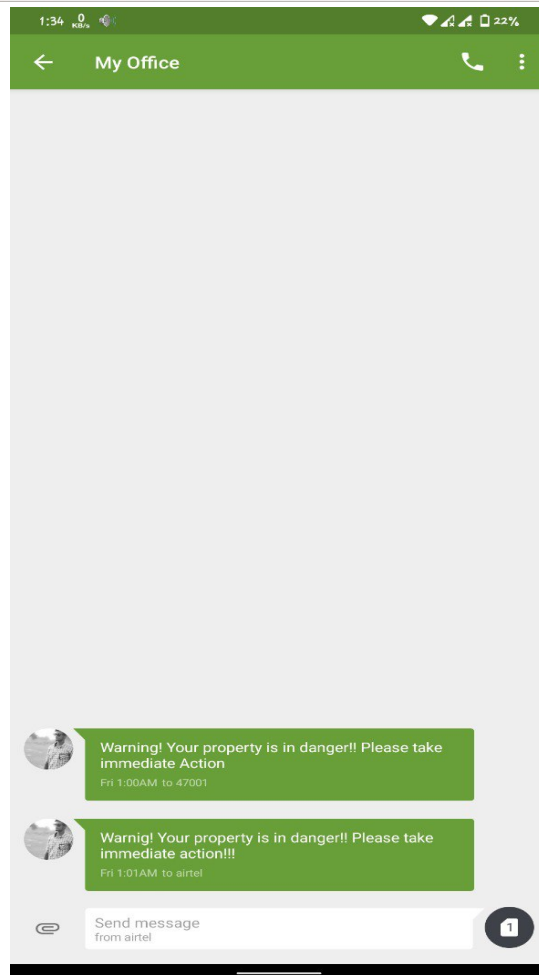 1:34 0 KB/s 22%
My Office
Warning! Your property is in danger!! Please take
immediate Action
Fri 1:00AM to 47001
Warnig! Your property is in danger!! Please take
immediate action!!!
Fri 1:01AM to airtel
Send message
from airtel
1